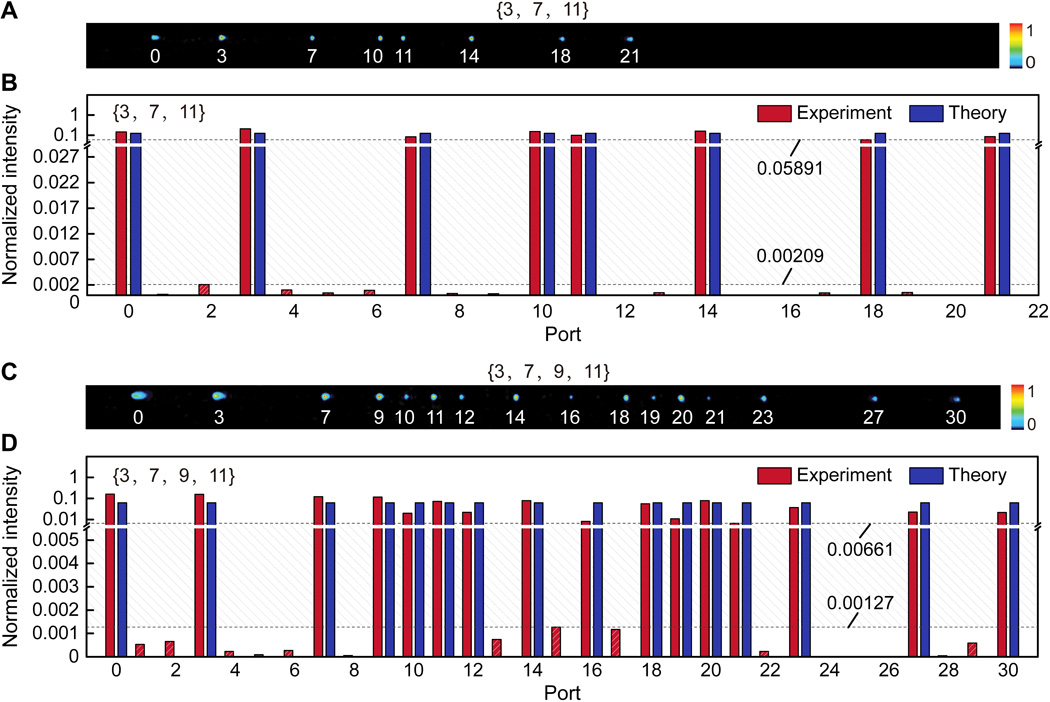 A
{3, 7, 11}
0 3 7 10 11 14 18 21
1
0
B
{3, 7, 11}
Experiment Theory
Normalized intensity
1
0.1
0.027
0.022
0.017
0.012
0.007
0.002
0
0.05891
0.00209
0 2 4 6 8 10 12 14 16 18 20 22
Port
C
{3, 7, 9, 11}
0 3 7 9 10 11 12 14 16 18 19 20 21 23 27 30
1
0
D
{3, 7, 9, 11}
Experiment Theory
Normalized intensity
1
0.1
0.01
0.005
0.004
0.003
0.002
0.001
0
0.00661
0.00127
0 2 4 6 8 10 12 14 16 18 20 22 24 26 28 30
Port